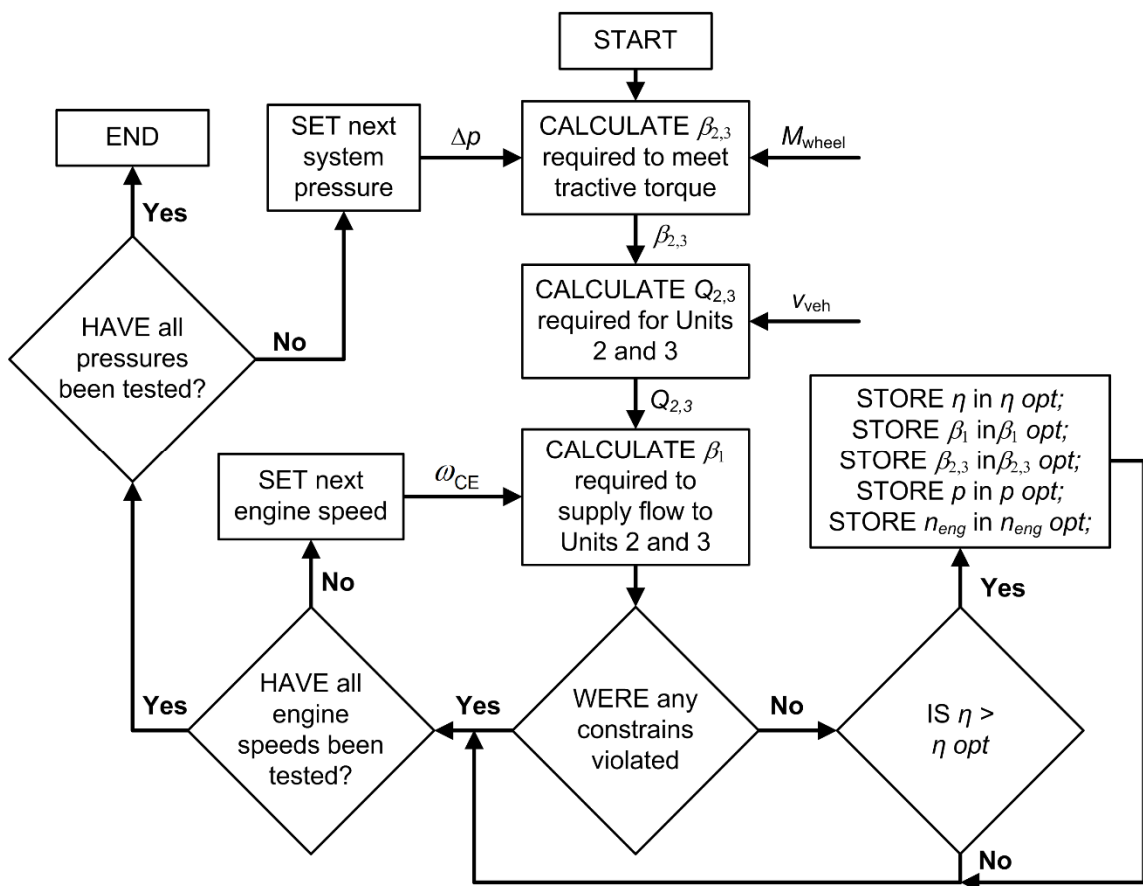 START
END
SET next
system
pressure
Δp
CALCULATE β2,3
required to meet
tractive torque
Mwheel
Yes
β2,3
HAVE all
pressures
been tested?
No
CALCULATE Q2,3
required for Units
2 and 3
vveh
Q2,3
SET next
engine speed
ωCE
CALCULATE β1
required to
supply flow to
Units 2 and 3
STORE η in η opt;
STORE β1 inβ1 opt;
STORE β2,3 inβ2,3 opt;
STORE p in p opt;
STORE neng in neng opt;
No
Yes
Yes
HAVE all
engine
speeds been
tested?
Yes
WERE any
constrains
violated
No
IS η >
η opt
No